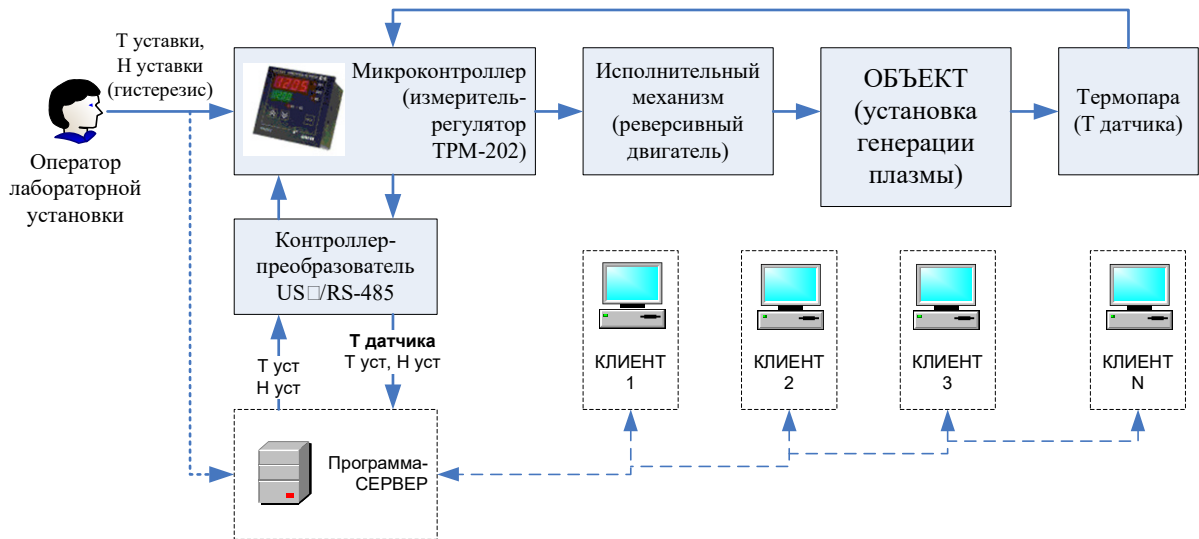 Т уставки,
Н уставки
(гистерезис)
Оператор
лабораторной
установки
1205
Микроконтроллер
(измеритель-
регулятор
ТРМ-202)
Исполнительный
механизм
(реверсивный
двигатель)
ОБЪЕКТ
(установка
генерации
плазмы)
Термопара
(Т датчика)
Контроллер-
преобразователь
US□/RS-485
Т уст
Н уст
Т датчика
Т уст, Н уст
Программа-
СЕРВЕР
КЛИЕНТ
1
КЛИЕНТ
2
КЛИЕНТ
3
КЛИЕНТ
N